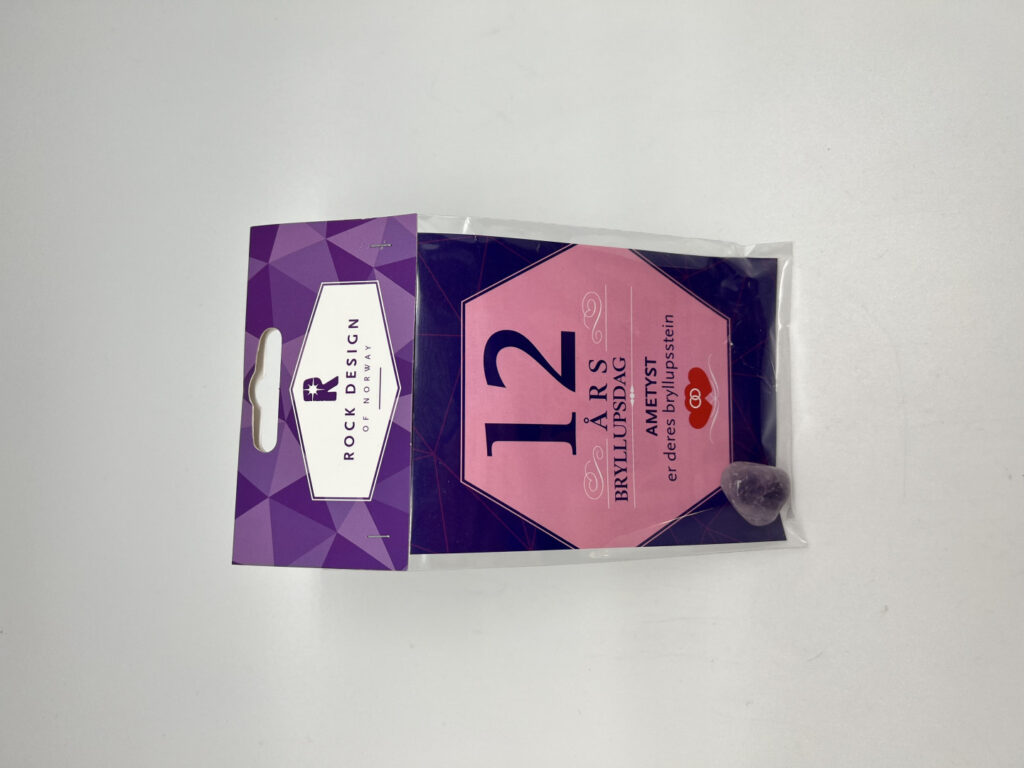 R
ROCK DESIGN
OF NORWAY
12
ÅRS
BRYLLUPSDAG
AMETYST
er deres bryllupsstein